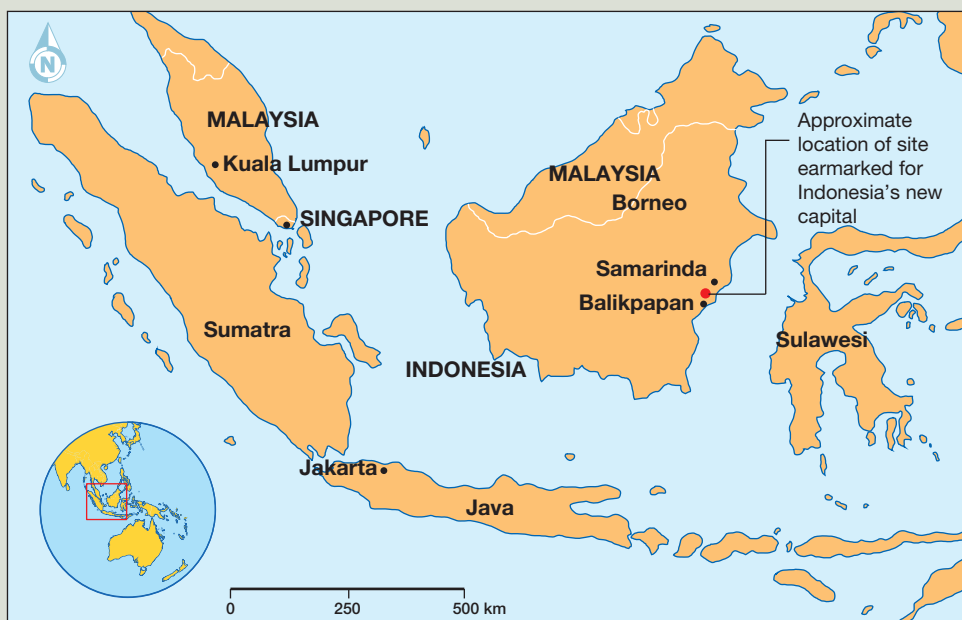 N
MALAYSIA
Kuala Lumpur
SINGAPORE
Sumatra
MALAYSIA
Borneo
Approximate
location of site
earmarked for
Indonesia's new
capital
Samarinda
Balikpapan
Sulawesi
INDONESIA
Jakarta
Java
0 250 500 km